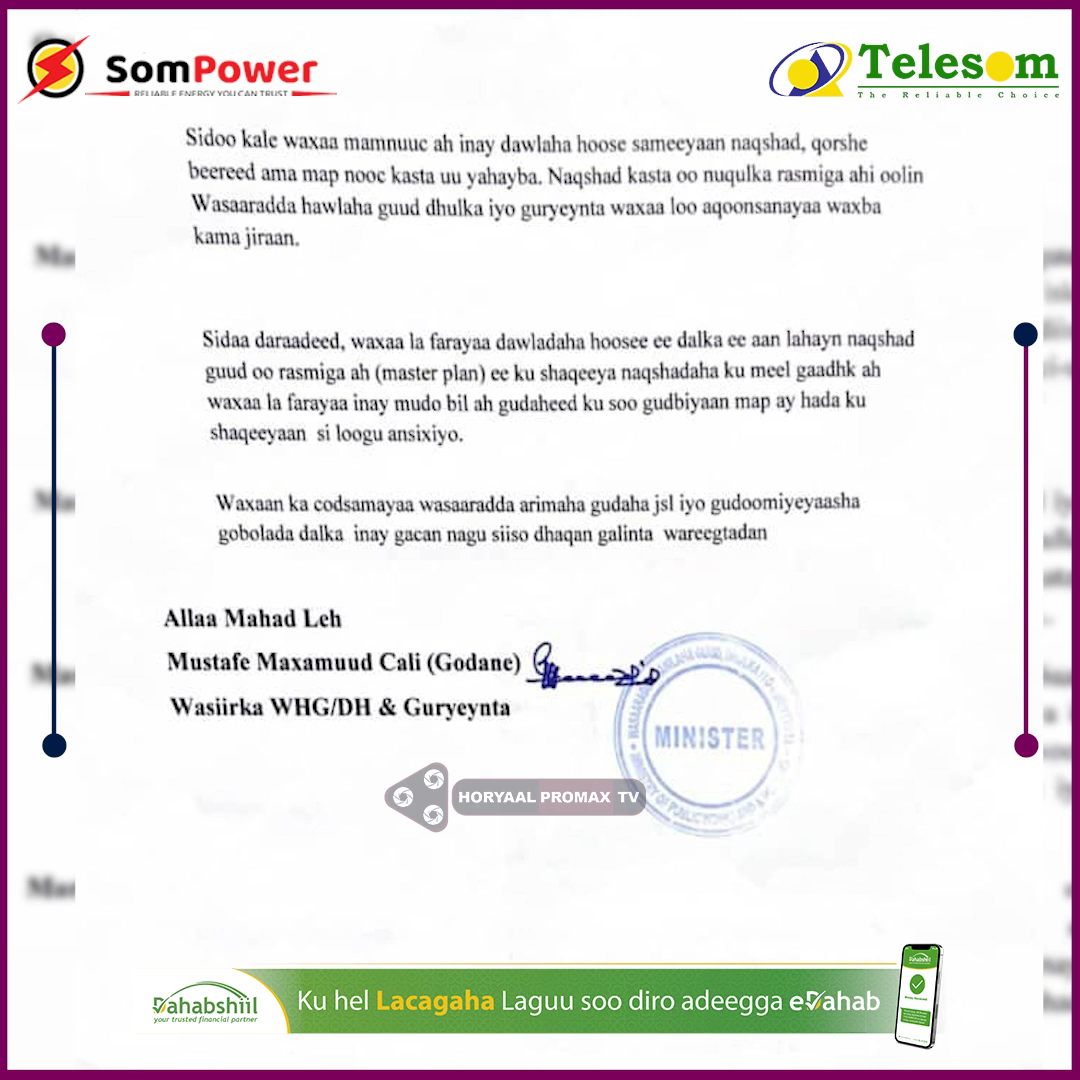 SomPower
RELIABLE ENERGY YOU CAN TRUST
Telesom
The Reliable Choice
Sidoo kale waxaa mamnuuc ah inay dawlaha hoose sameeyaan naqshad, qorshe
beereed ama map nooc kasta uu yahayba. Naqshad kasta oo nuqulka rasmiga ahi oolin
Wasaaradda hawlaha guud dhulka iyo guryeynta waxaa loo aqoonsanayaa waxba
kama jiraan.
Sidaa daraadeed, waxaa la farayaa dawladaha hoosee ee dalka ee aan lahayn naqshad
guud oo rasmiga ah (master plan) ee ku shaqeeya naqshadaha ku meel gaadhk ah
waxaa la farayaa inay mudo bil ah gudaheed ku soo gudbiyaan map ay hada ku
shaqeeyaan si loogu ansixiyo.
Waxaan ka codsamayaa wasaaradda arimaha gudaha jsl iyo gudoomiyeyaasha
gobolada dalka inay gacan nagu siiso dhaqan galinta wareegtadan
Allaa Mahad Leh
Mustafe Maxamuud Cali (Godane)
Wasiirka WHG/DH & Guryeynta
MINISTER
HORYAAL PROMAX TV
Dahabshiil
your trusted financial partner
Ku hel Lacagaha Laguu soo diro adeegga eDahab